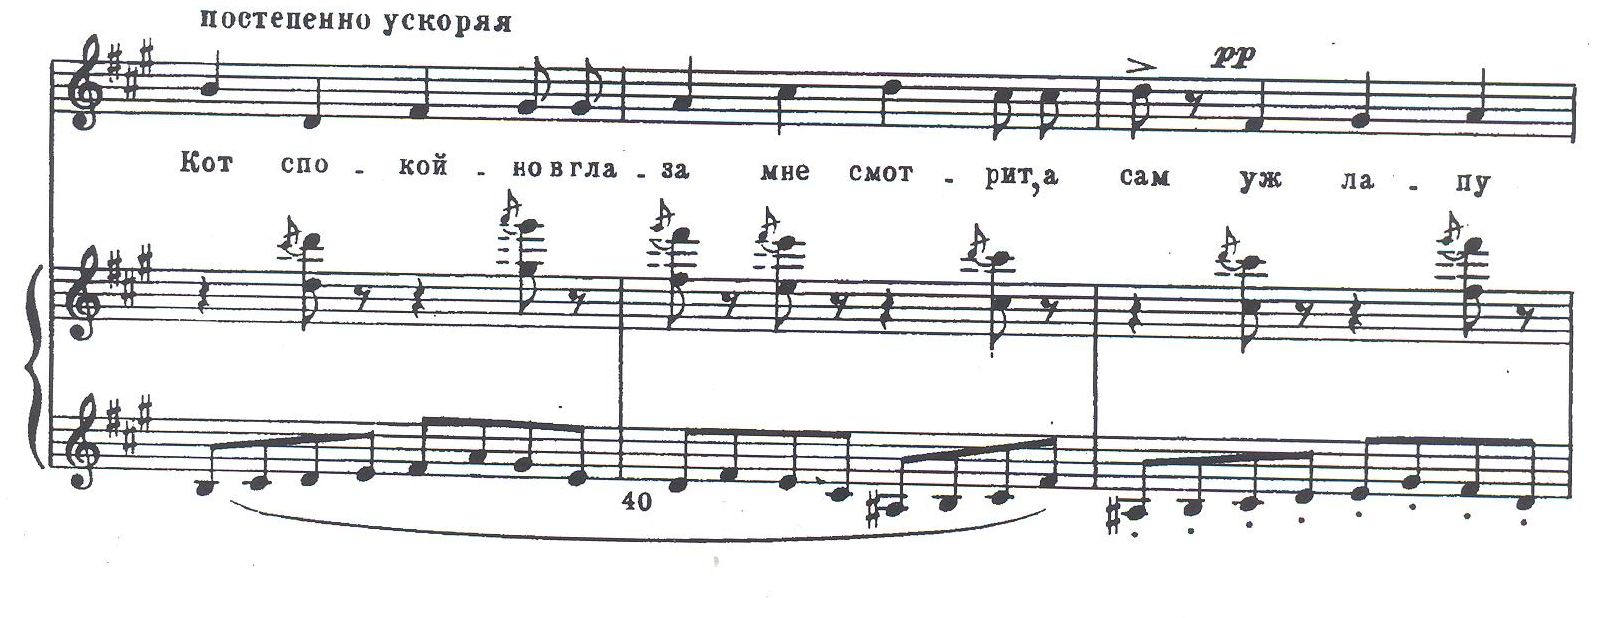 постепенно ускоряя
pp
Кот спо - кой - но в гла - за мне смот - рит, а сам уж ла - пу
40